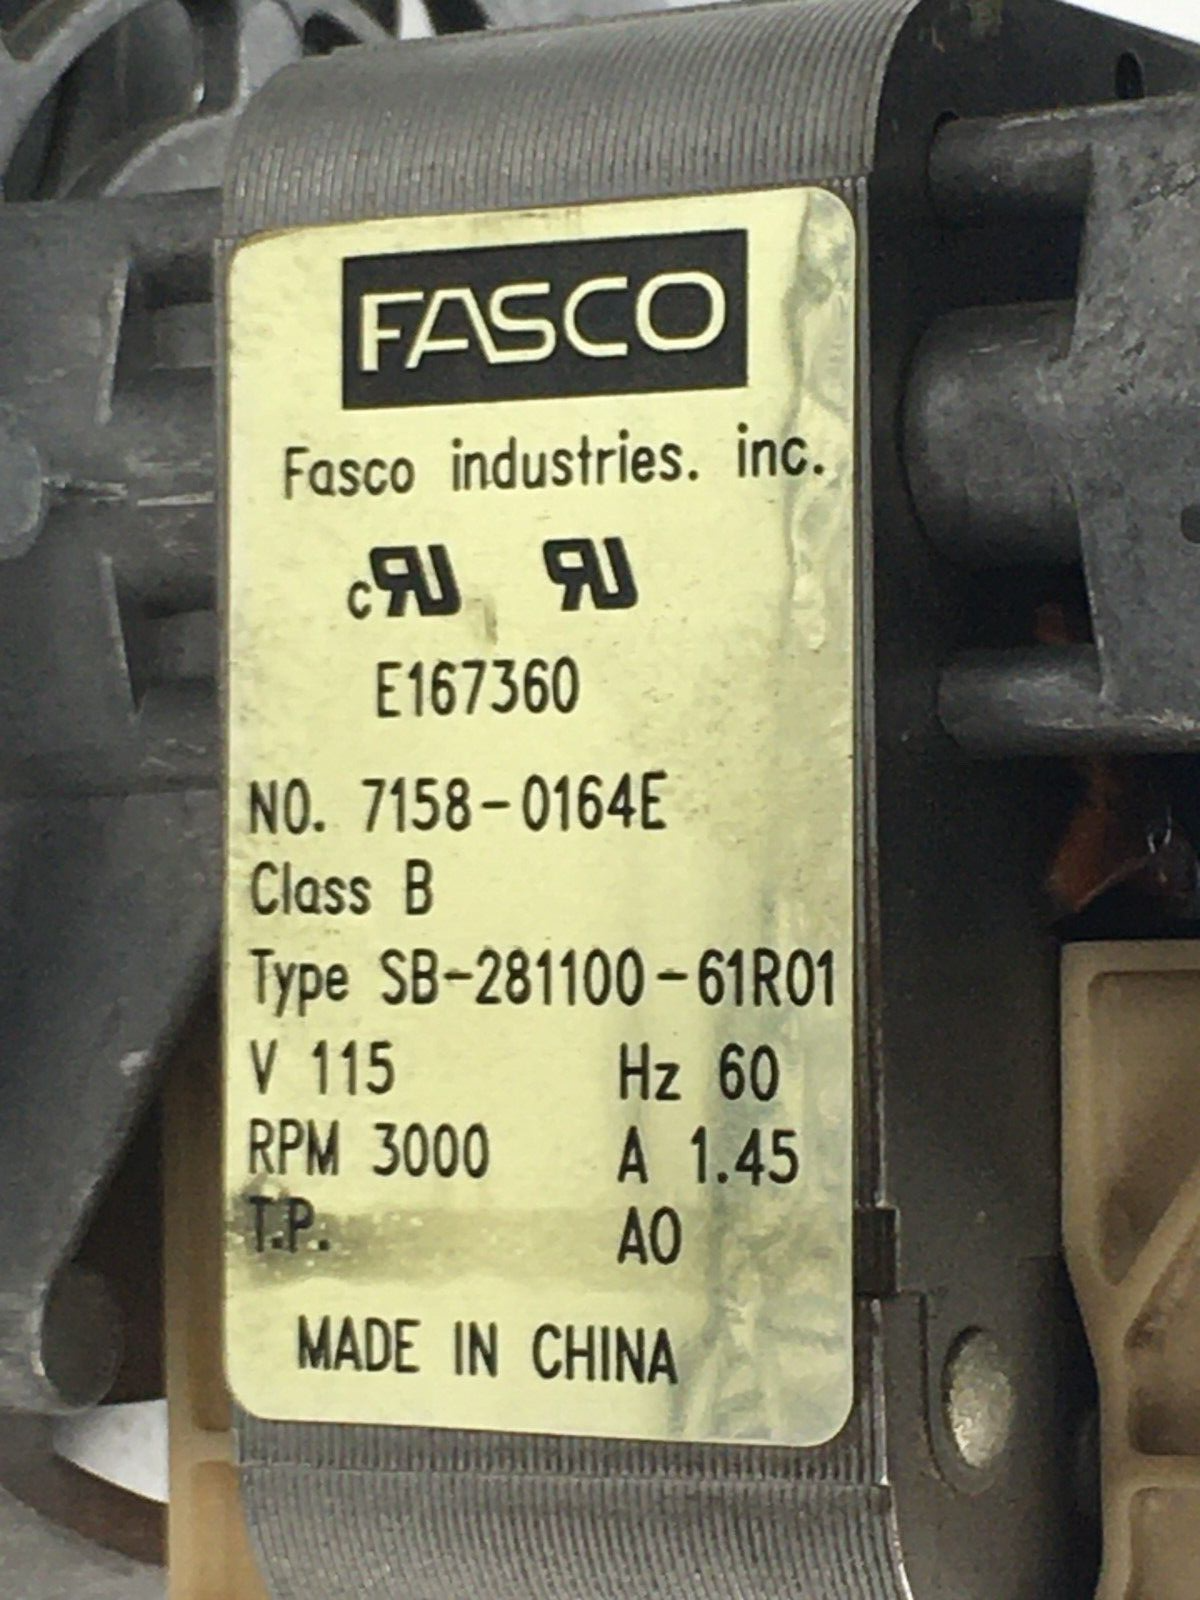 FASCO
Fasco industries. inc.
cRU RU
E167360
NO. 7158-0164E
Class B
Type SB-281100-61R01
V 115 Hz 60
RPM 3000 A 1.45
T.P. AO
MADE IN CHINA